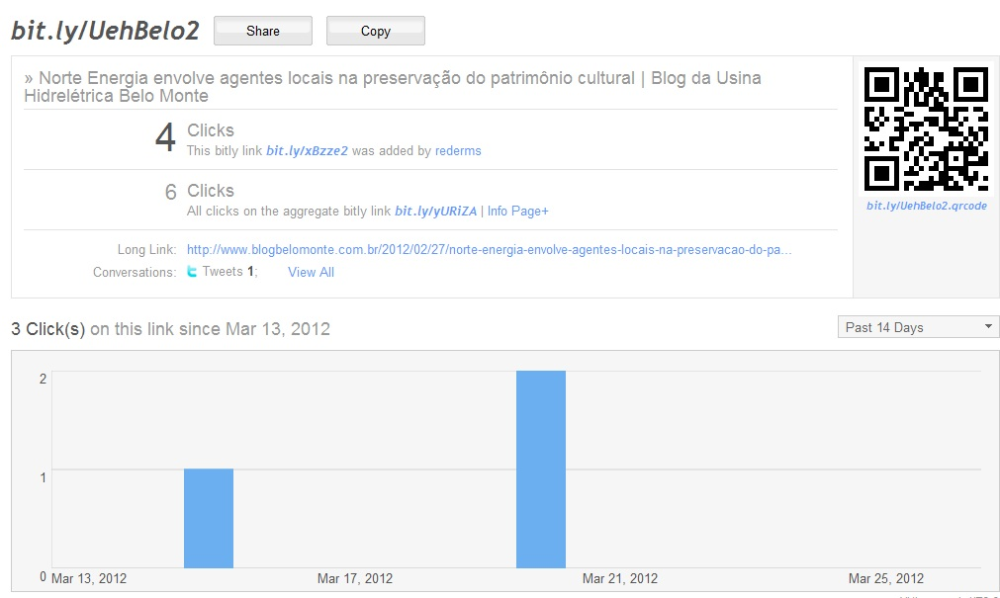 bit.ly/UehBelo2
Share
Copy
» Norte Energia envolve agentes locais na preservação do patrimônio cultural | Blog da Usina
Hidrelétrica Belo Monte
4 Clicks
This bitly link bit.ly/xBzze2 was added by rederms
6 Clicks
All clicks on the aggregate bitly link bit.ly/yURiZA | Info Page+
Long Link: http://www.blogbelomonte.com.br/2012/02/27/norte-energia-envolve-agentes-locais-na-preservacao-do-pa...
Conversations: Tweets 1; View All
bit.ly/UehBelo2.qrcode
3 Click(s) on this link since Mar 13, 2012
Past 14 Days
2
1
0
Mar 13, 2012
Mar 17, 2012
Mar 21, 2012
Mar 25, 2012